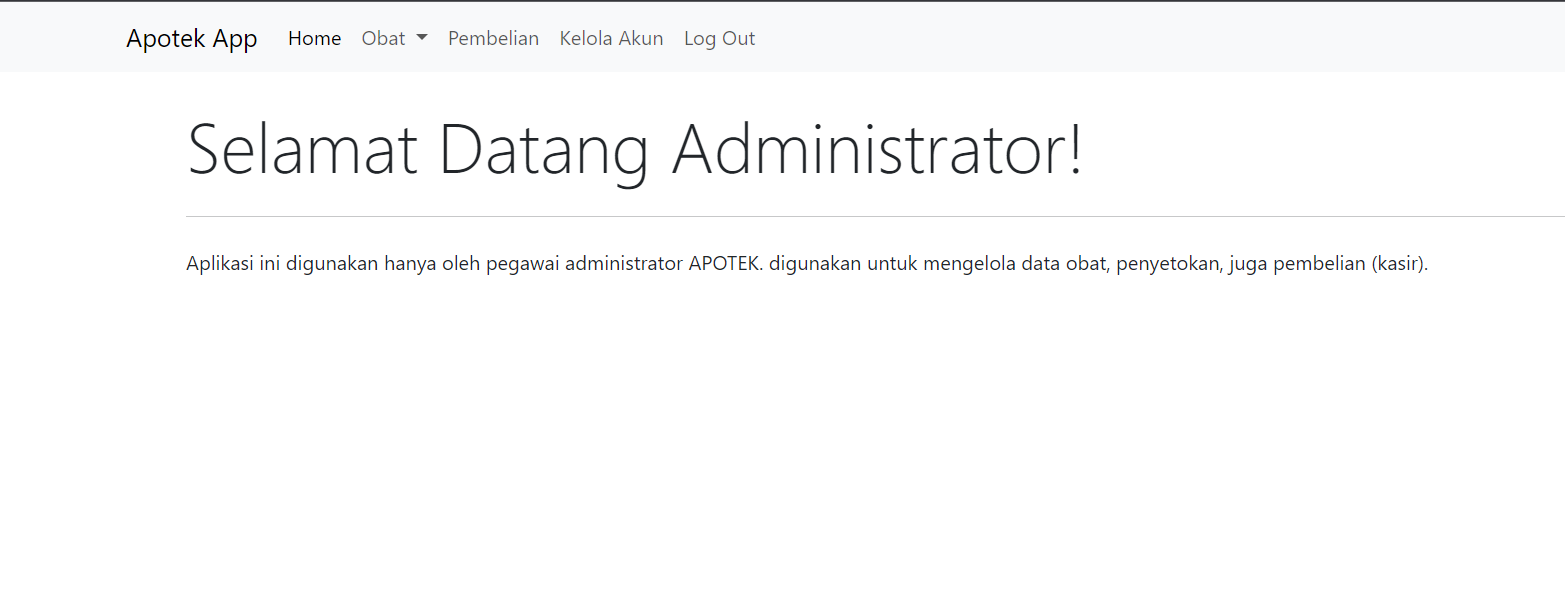 Apotek App Home Obat Pembelian Kelola Akun Log Out
Selamat Datang Administrator!
Aplikasi ini digunakan hanya oleh pegawai administrator APOTEK. digunakan untuk mengelola data obat, penyetokan, juga pembelian (kasir).